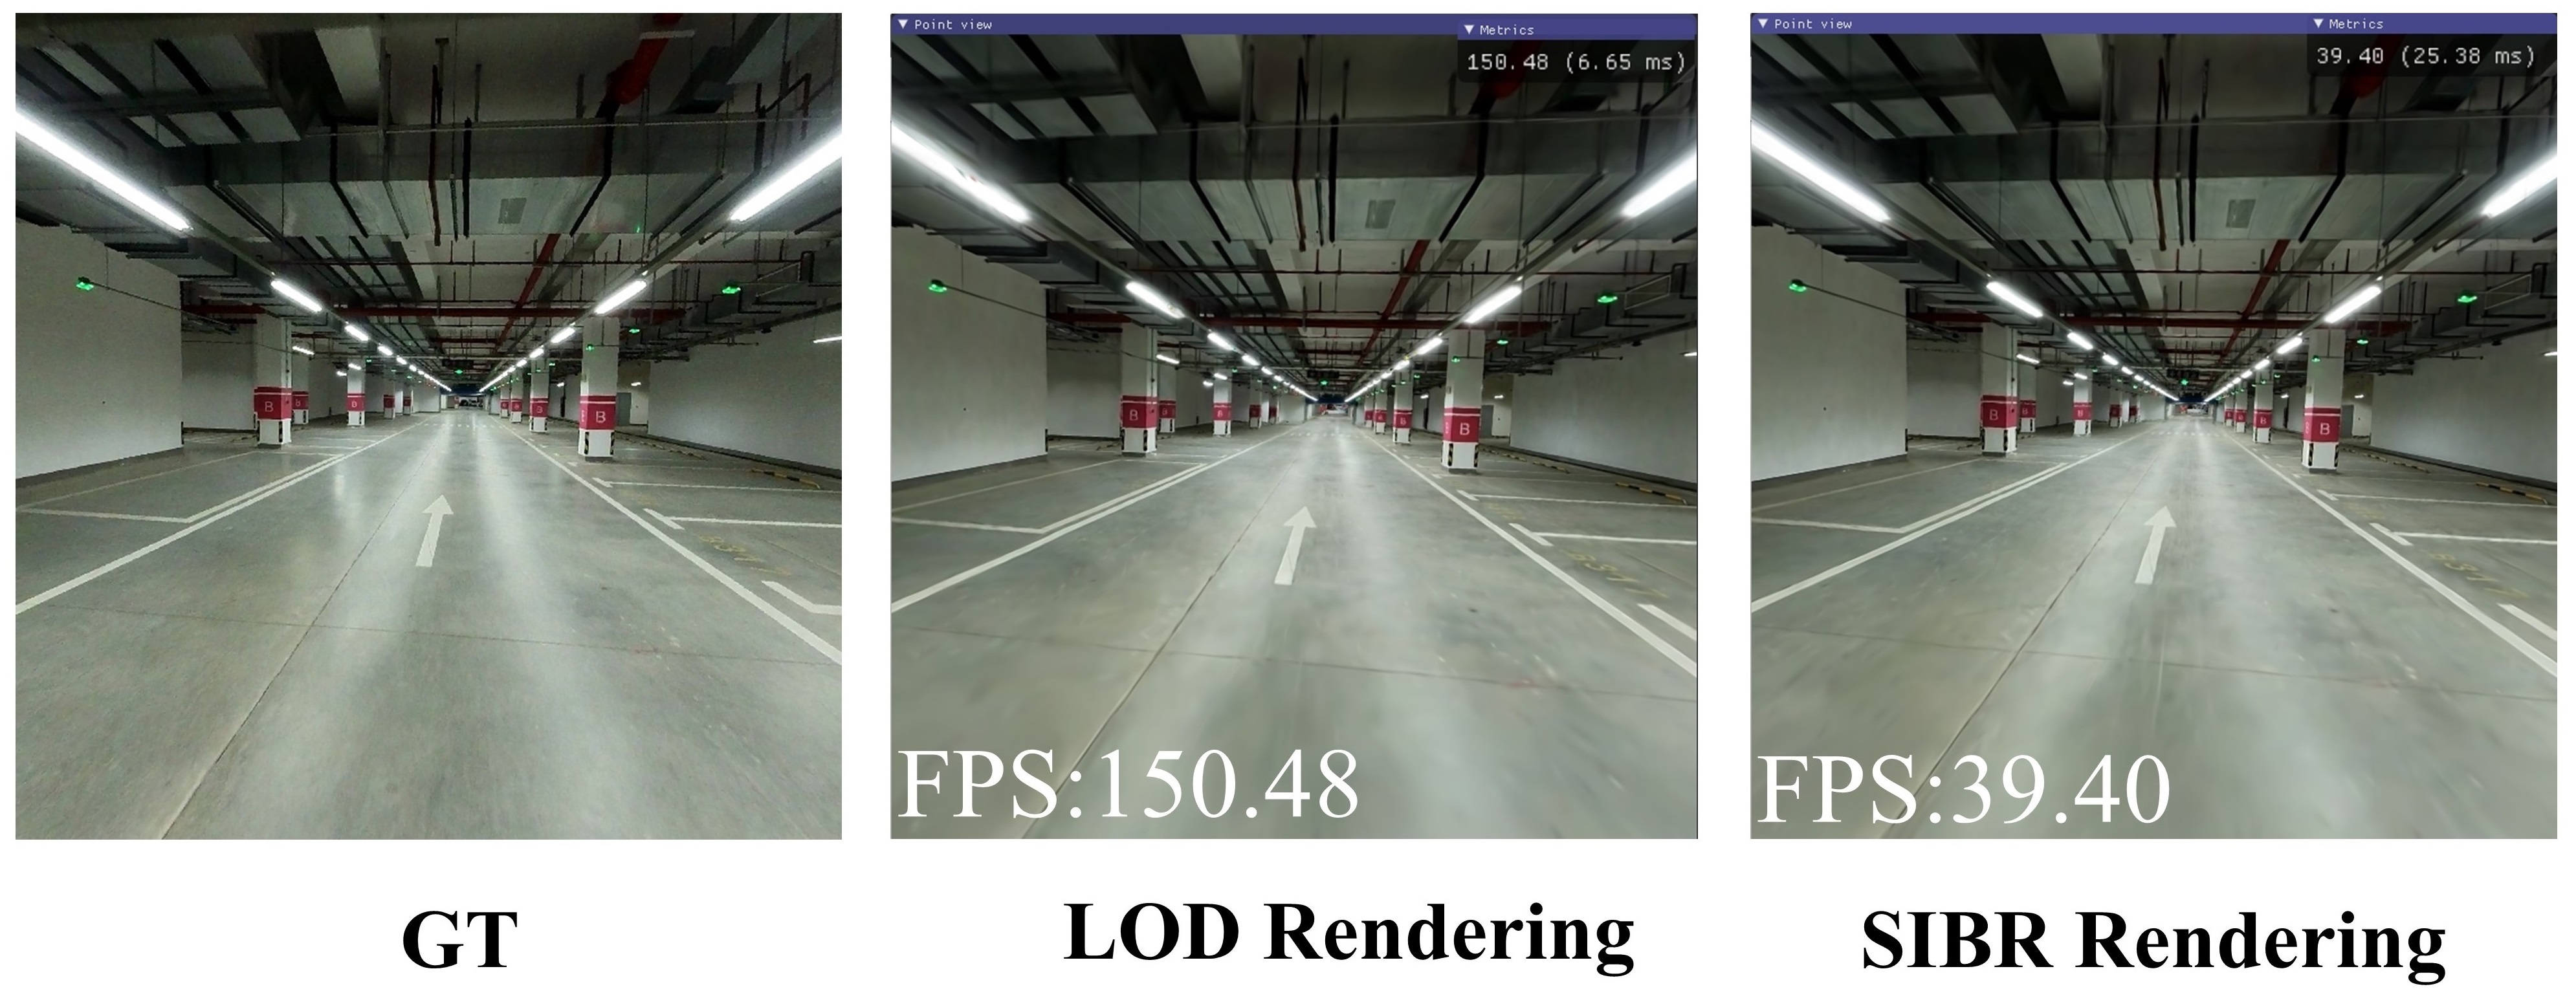 B
B
B
▼ Point view
▼ Metrics
150.48 (6.65 ms)
B
B
B
FPS:150.48
▼ Point view
▼ Metrics
39.40 (25.38 ms)
B
B
B
FPS:39.40
GT
LOD Rendering
SIBR Rendering